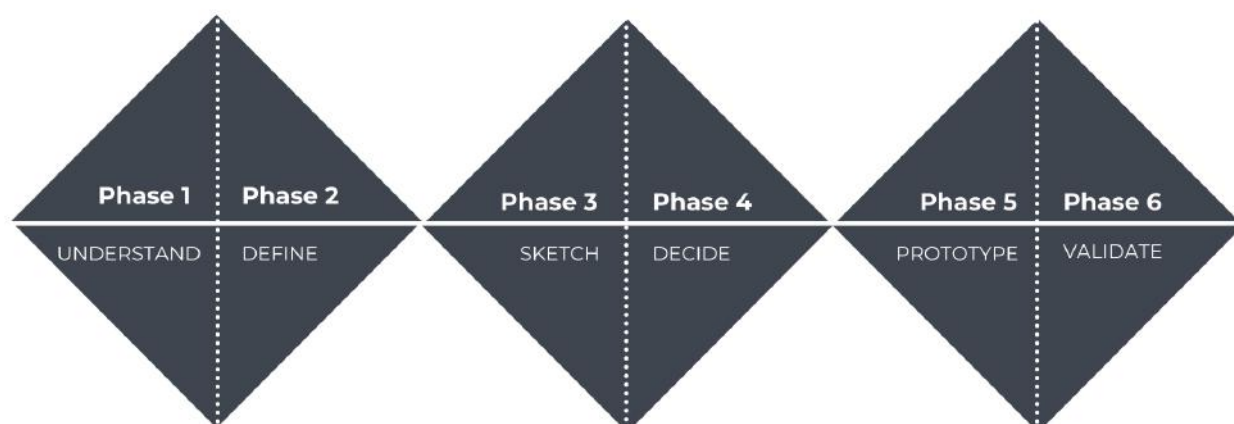 Phase 1
Phase 2
Phase 3
Phase 4
Phase 5
Phase 6
UNDERSTAND
DEFINE
SKETCH
DECIDE
PROTOTYPE
VALIDATE